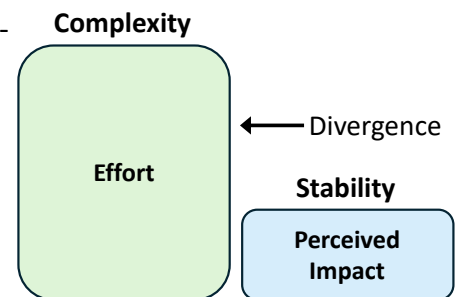 Complexity
Divergence
Effort
Stability
Perceived
Impact